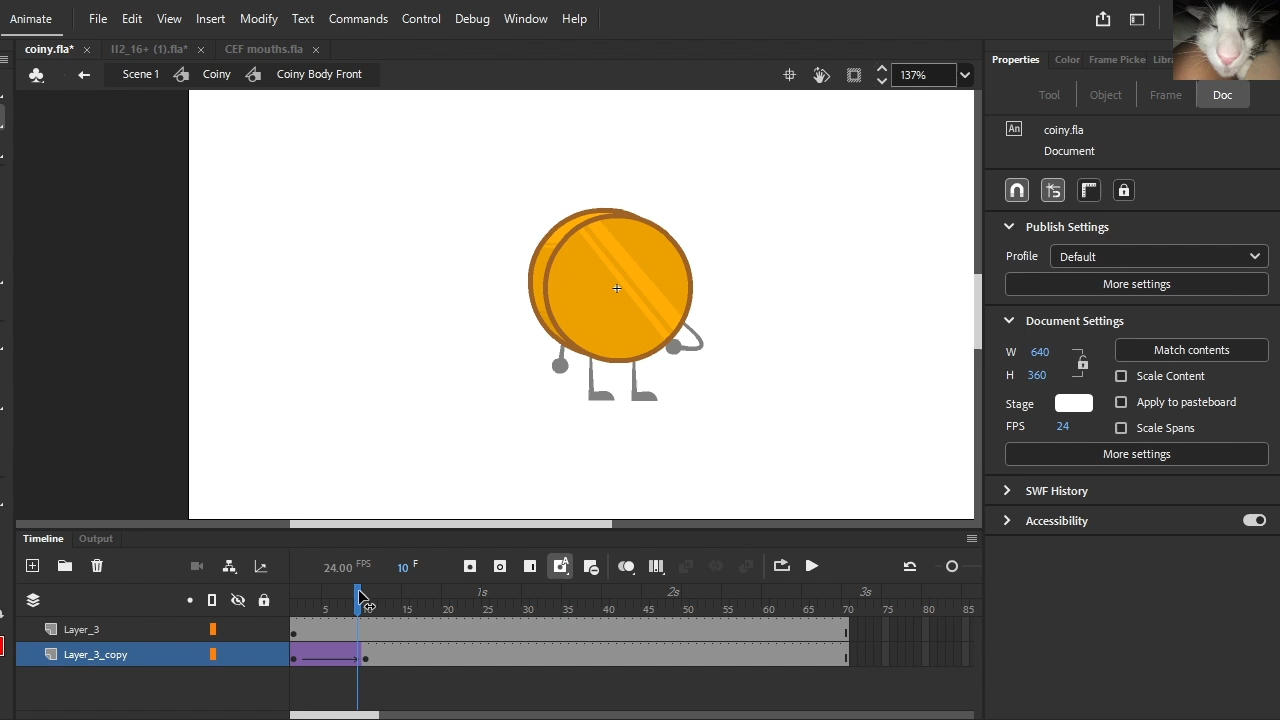 Animate File Edit View Insert Modify Text Commands Control Debug Window Help
coiny.fla* II2_16+ (1).fla* CEF mouths.fla
Properties Color Frame Picke Libra
Scene 1 Coiny Coiny Body Front 137%
Tool Object Frame Doc
An coiny.fla
Document
Publish Settings
Profile Default
More settings
Document Settings
W 640 Match contents
H 360 Scale Content
Stage Apply to pasteboard
FPS 24 Scale Spans
More settings
SWF History
Accessibility
Timeline Output
24.00 FPS 10 F
1s 2s 3s
5 10 15 20 25 30 35 40 45 50 55 60 65 70 75 80 85
Layer_3
Layer_3_copy